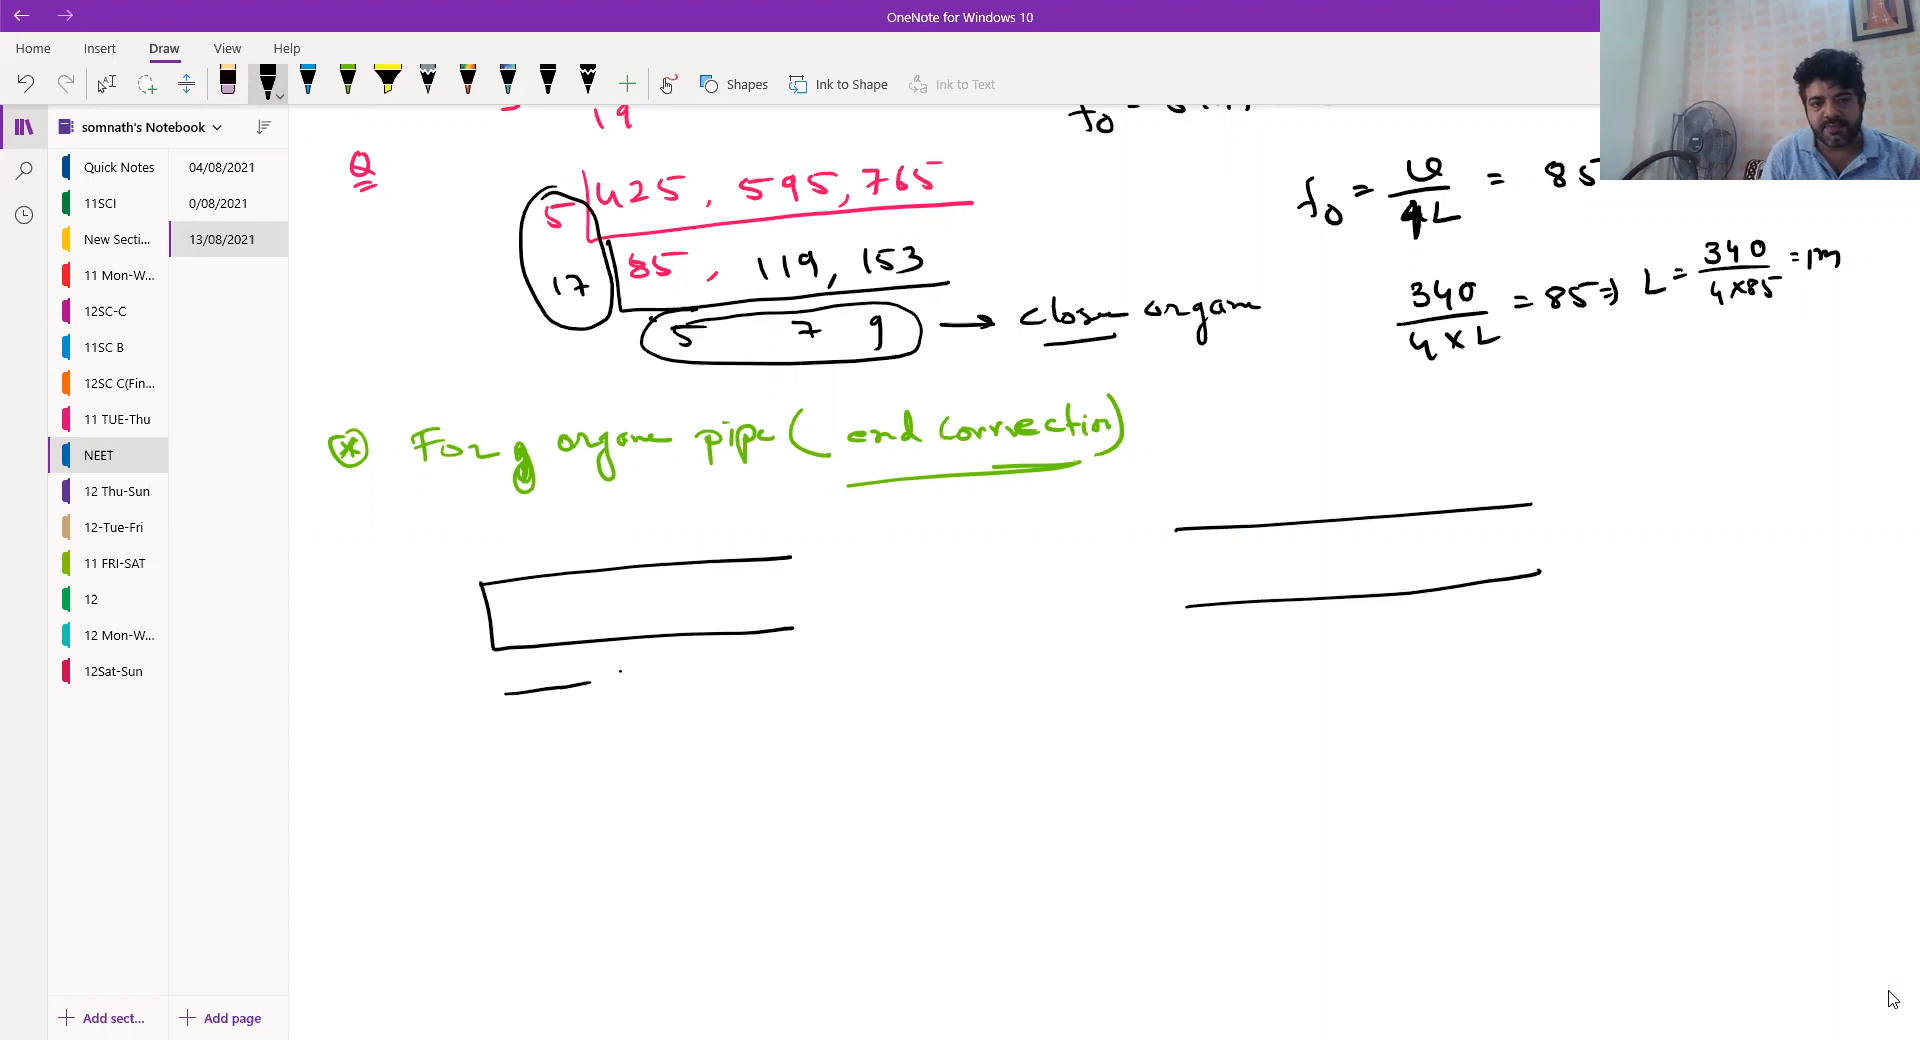 OneNote for Windows 10
Home Insert Draw View Help
Shapes Ink to Shape Ink to Text
somnath's Notebook
Quick Notes
11SCI
New Secti...
11 Mon-W...
12SC-C
11SC B
12SC C(Fin...
11 TUE-Thu
NEET
12 Thu-Sun
12-Tue-Fri
11 FRI-SAT
12
12 Mon-W...
12Sat-Sun
Add sect...
04/08/2021
0/08/2021
13/08/2021
Add page
19
f0
Q
5 | 425, 595, 765
17 | 85, 119, 153
5 7 9 → close organ
f0 = v/4L = 85
340/4×L = 85 ⇒ L = 340/4×85 = 1m
* For organ pipe (end correction)